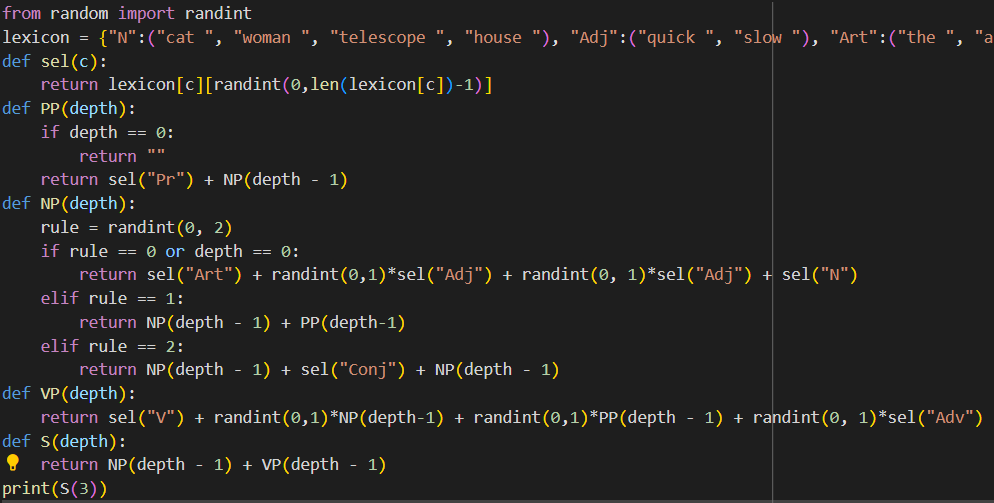 from random import randint
lexicon = {"N":("cat ", "woman ", "telescope ", "house "), "Adj":("quick ", "slow "), "Art":("the ", "a
def sel(c):
    return lexicon[c][randint(0,len(lexicon[c])-1)]
def PP(depth):
    if depth == 0:
        return ""
    return sel("Pr") + NP(depth - 1)
def NP(depth):
    rule = randint(0, 2)
    if rule == 0 or depth == 0:
        return sel("Art") + randint(0,1)*sel("Adj") + randint(0, 1)*sel("Adj") + sel("N")
    elif rule == 1:
        return NP(depth - 1) + PP(depth-1)
    elif rule == 2:
        return NP(depth - 1) + sel("Conj") + NP(depth - 1)
def VP(depth):
    return sel("V") + randint(0,1)*NP(depth-1) + randint(0,1)*PP(depth - 1) + randint(0, 1)*sel("Adv")
def S(depth):
    return NP(depth - 1) + VP(depth - 1)
print(S(3))